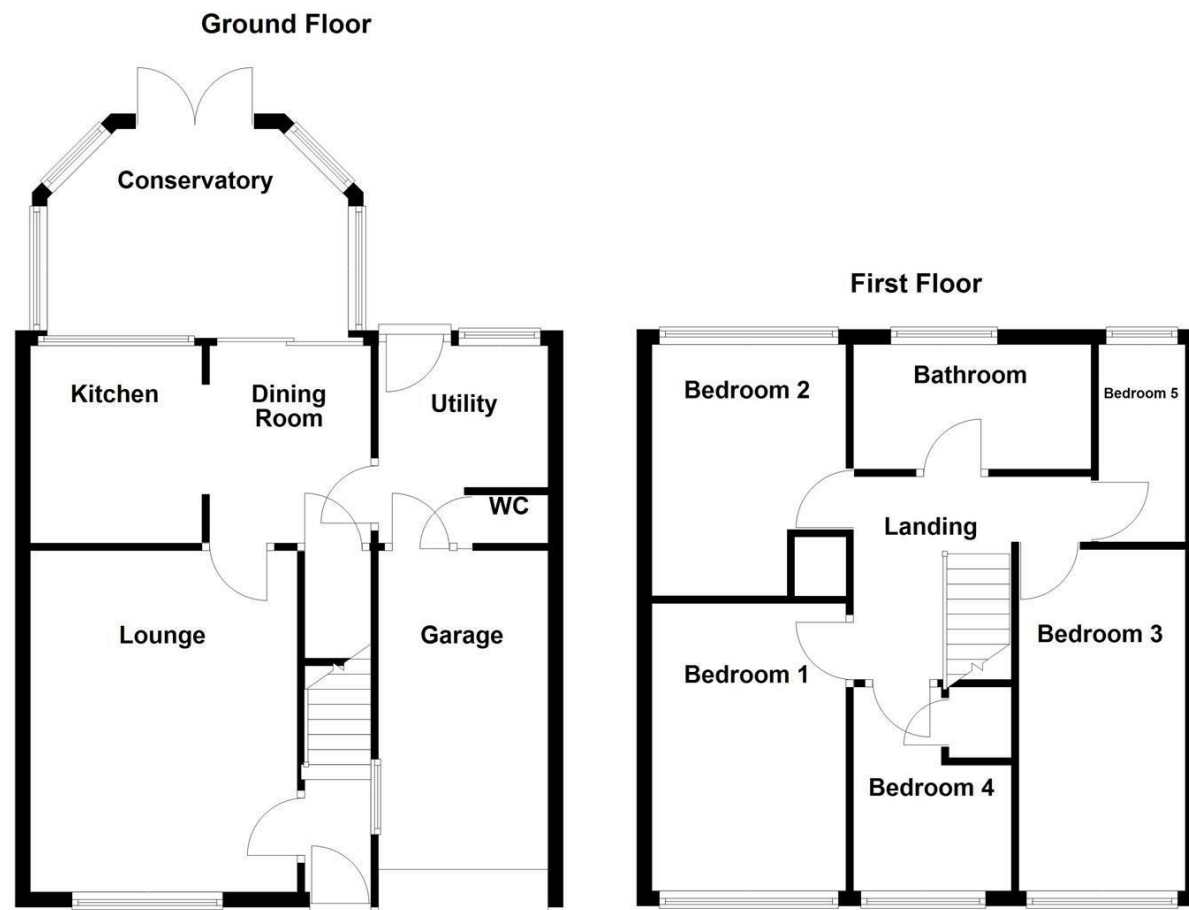 Ground Floor
Conservatory
Kitchen
Dining
Room
Utility
WC
Lounge
Garage
First Floor
Bedroom 2
Bathroom
Bedroom 5
Landing
Bedroom 3
Bedroom 1
Bedroom 4